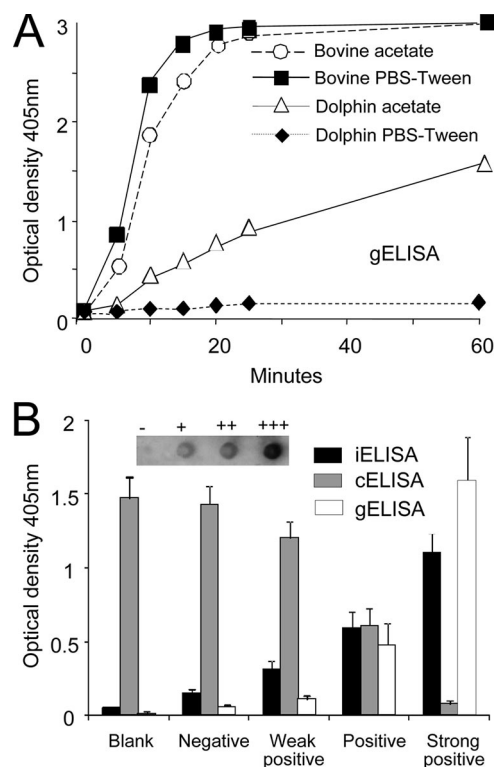 A
3
2
1
0
Optical density 405nm
Bovine acetate
Bovine PBS-Tween
Dolphin acetate
Dolphin PBS-Tween
gELISA
0 20 40 60
Minutes
B
2
1.5
1
0.5
0
Optical density 405nm
- + ++ +++
iELISA
cELISA
gELISA
Blank Negative Weak positive Positive Strong positive